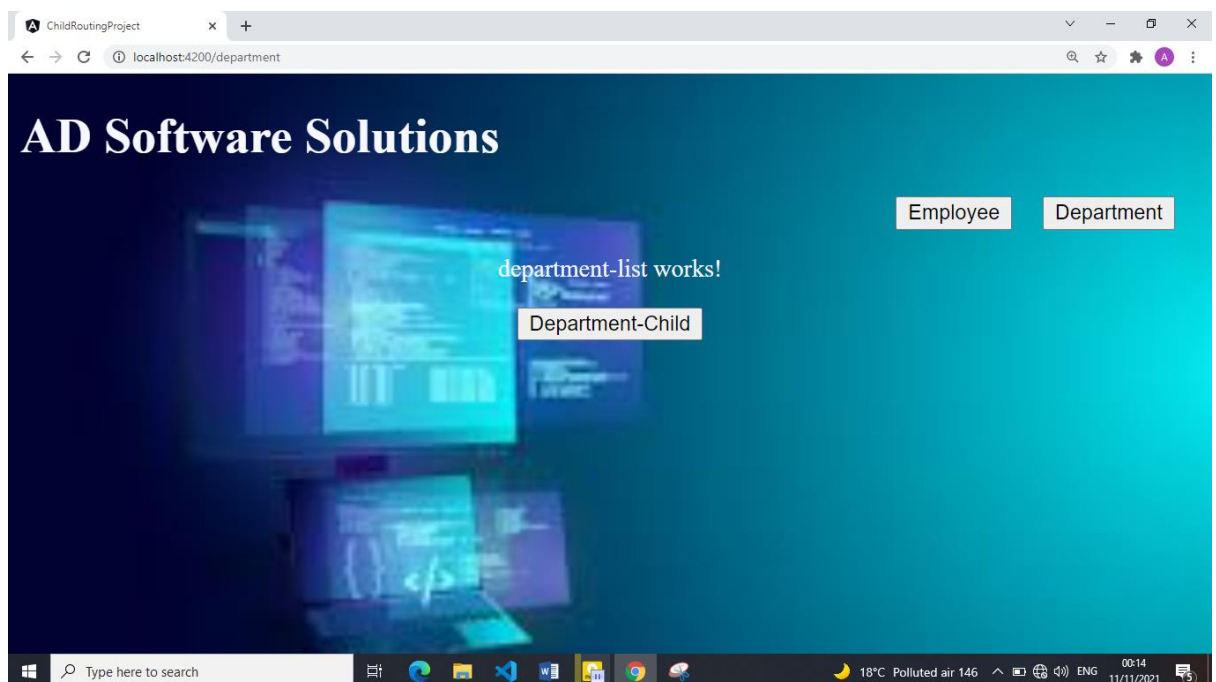 ChildRoutingProject
localhost:4200/department
A
AD Software Solutions
Employee Department
department-list works!
Department-Child
Type here to search
18°C Polluted air 146 ENG 00:14
11/11/2021
5